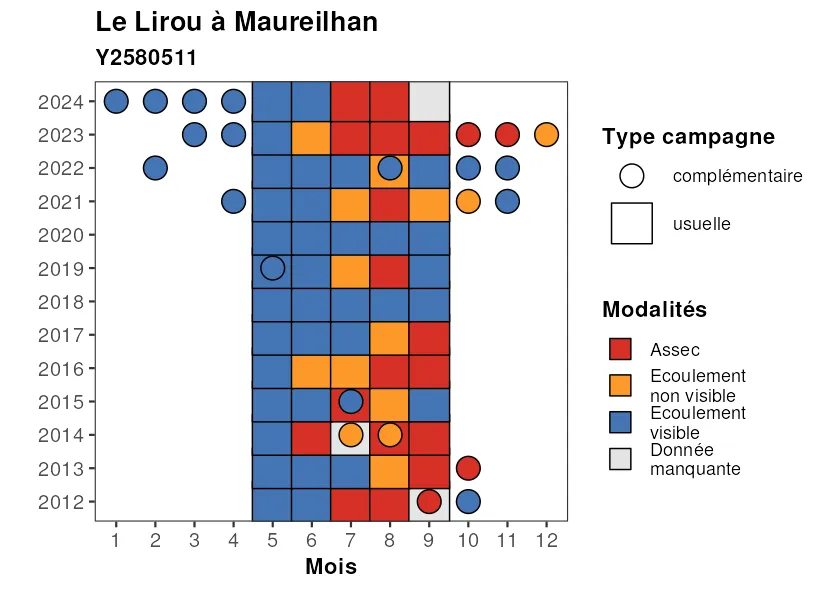 Le Lirou à Maureilhan
Y2580511
2024
2023
2022
2021
2020
2019
2018
2017
2016
2015
2014
2013
2012
1 2 3 4 5 6 7 8 9 10 11 12
Mois
Type campagne
complémentaire
usuelle
Modalités
Assec
Ecoulement
non visible
Ecoulement
visible
Donnée
manquante